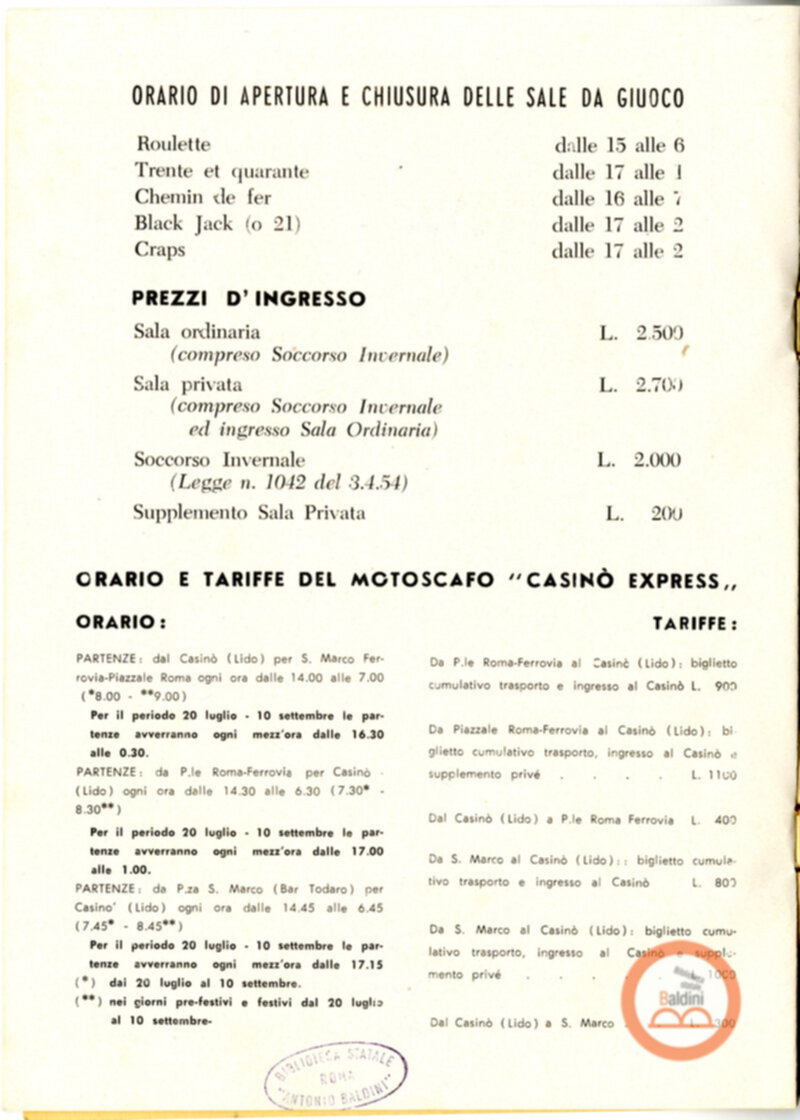 ORARIO DI APERTURA E CHIUSURA DELLE SALE DA GIUOCO
Roulette dalle 15 alle 6
Trente et quarante dalle 17 alle 1
Chemin de fer dalle 16 alle 7
Black Jack (o 21) dalle 17 alle 2
Craps dalle 17 alle 2
PREZZI D'INGRESSO
Sala ordinaria L. 2.500
(compreso Soccorso Invernale)
Sala privata L. 2.700
(compreso Soccorso Invernale
ed ingresso Sala Ordinaria)
Soccorso Invernale L. 2.000
(Legge n. 1042 del 3.4.54)
Supplemento Sala Privata L. 200
ORARIO E TARIFFE DEL MOTOSCAFO "CASINÒ EXPRESS„
ORARIO:
PARTENZE: dal Casinò (Lido) per S. Marco Fer-
rovia-Piazzale Roma ogni ora dalle 14.00 alle 7.00
(*8.00 - **9.00)
Per il periodo 20 luglio - 10 settembre le par-
tenze avverranno ogni mezz'ora dalle 16.30
alle 0.30.
PARTENZE: da P.le Roma-Ferrovia per Casinò
(Lido) ogni ora dalle 14.30 alle 6.30 (7.30* -
8.30**)
Per il periodo 20 luglio - 10 settembre le par-
tenze avverranno ogni mezz'ora dalle 17.00
alle 1.00.
PARTENZE: da P.za S. Marco (Bar Todaro) per
Casino' (Lido) ogni ora dalle 14.45 alle 6.45
(7.45* - 8.45**)
Per il periodo 20 luglio - 10 settembre le par-
tenze avverranno ogni mezz'ora dalle 17.15
(*) dal 20 luglio al 10 settembre.
(**) nei giorni pre-festivi e festivi dal 20 luglio
al 10 settembre-
TARIFFE:
Da P.le Roma-Ferrovia al Casinò (Lido): biglietto
cumulativo trasporto e ingresso al Casinò L. 900
Da Piazzale Roma-Ferrovia al Casinò (Lido): bi
glietto cumulativo trasporto, ingresso al Casinò e
supplemento privé . . . . L. 1100
Dal Casinò (Lido) a P.le Roma Ferrovia L. 400
Da S. Marco al Casinò (Lido):: biglietto cumula-
tivo trasporto e ingresso al Casinò L. 800
Da S. Marco al Casinò (Lido): biglietto cumu-
lativo trasporto, ingresso al Casinò e supple-
mento privé . . . . . L. 1000
Dal Casinò (Lido) a S. Marco . . L. 300
Biblioteca
statale
Baldini
BIBLIOTECA STATALE
ROMA
"ANTONIO BALDINI"